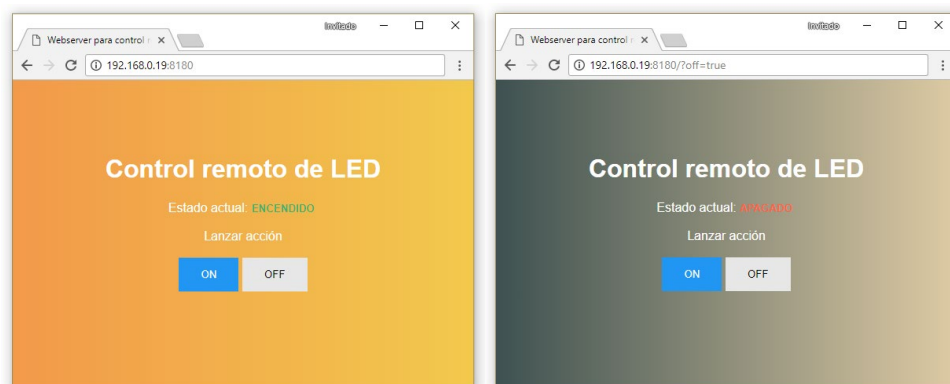 Invitado
Webserver para control r
192.168.0.19:8180
Control remoto de LED
Estado actual: ENCENDIDO
Lanzar acción
ON OFF
Invitado
Webserver para control r
192.168.0.19:8180/?off=true
Control remoto de LED
Estado actual: APAGADO
Lanzar acción
ON OFF